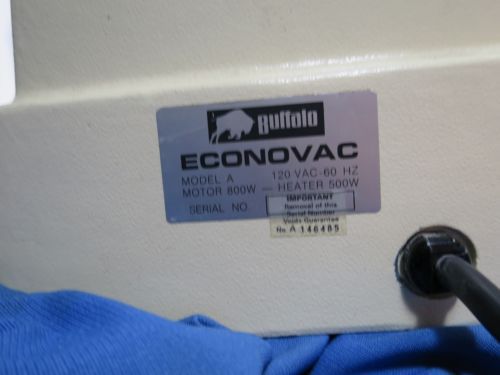 Buffalo
ECONOVAC
MODEL A 120 VAC-60 HZ
MOTOR 800W — HEATER 500W
SERIAL NO.
IMPORTANT
Removal of this
Serial Number
Voids Guarantee
No. A 146485